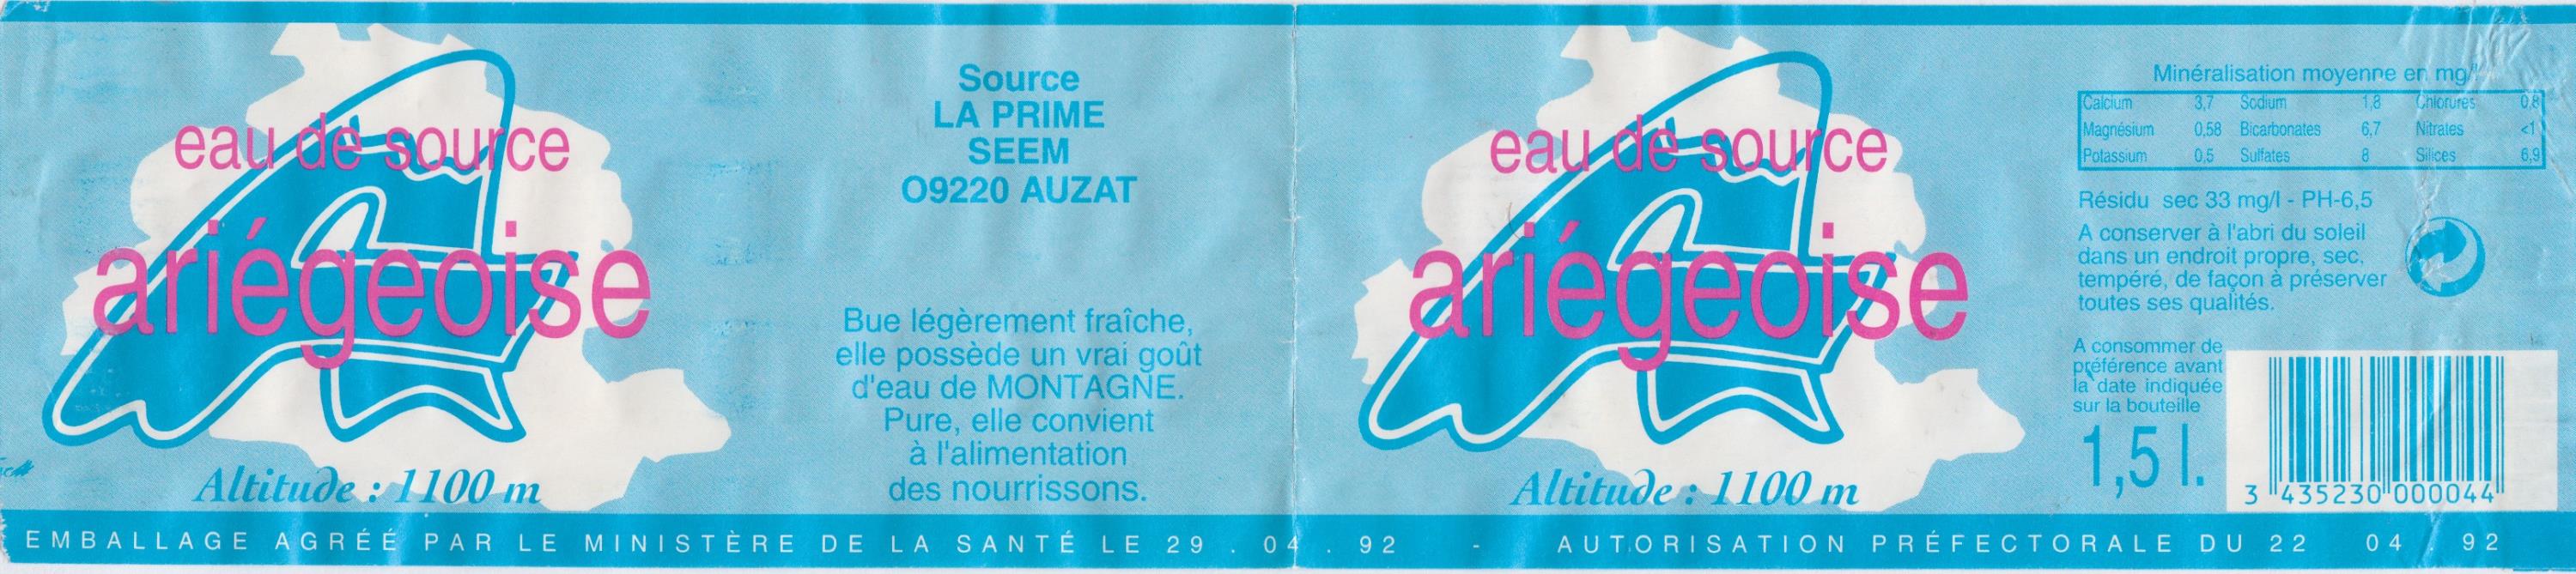 eau de source
ariégeoise
Altitude : 1100 m
Source
LA PRIME
SEEM
O9220 AUZAT
Bue légèrement fraîche,
elle possède un vrai goût
d'eau de MONTAGNE.
Pure, elle convient
à l'alimentation
des nourrissons.
eau de source
ariégeoise
Altitude : 1100 m
Minéralisation moyenne en mg/l
Calcium 3,7 Sodium 1,8 Chlorures 0,8
Magnésium 0,58 Bicarbonates 6,7 Nitrates <1
Potassium 0,5 Sulfates 8 Silices 6,9
Résidu sec 33 mg/l - PH-6,5
A conserver à l'abri du soleil
dans un endroit propre, sec,
tempéré, de façon à préserver
toutes ses qualités.
A consommer de
préférence avant
la date indiquée
sur la bouteille
1,5 l.
3 435230 000044
EMBALLAGE AGRÉÉ PAR LE MINISTÈRE DE LA SANTÉ LE 29 . 04 . 92 - AUTORISATION PRÉFECTORALE DU 22 04 . 92